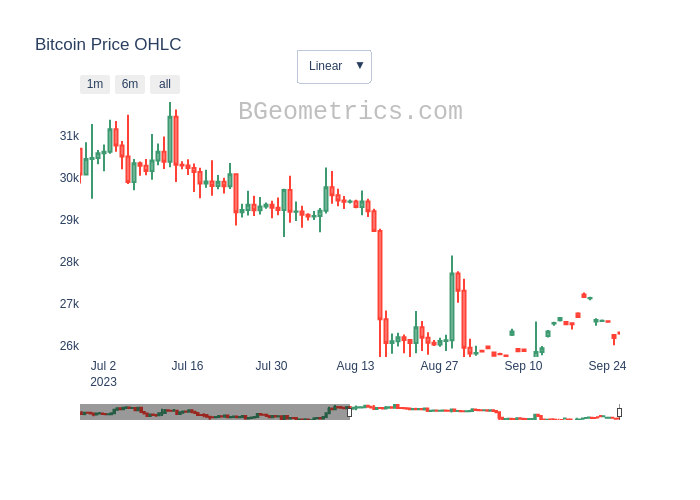 Bitcoin Price OHLC
Linear ▼
1m 6m all
BGeometrics.com
31k
30k
29k
28k
27k
26k
Jul 2 Jul 16 Jul 30 Aug 13 Aug 27 Sep 10 Sep 24
2023